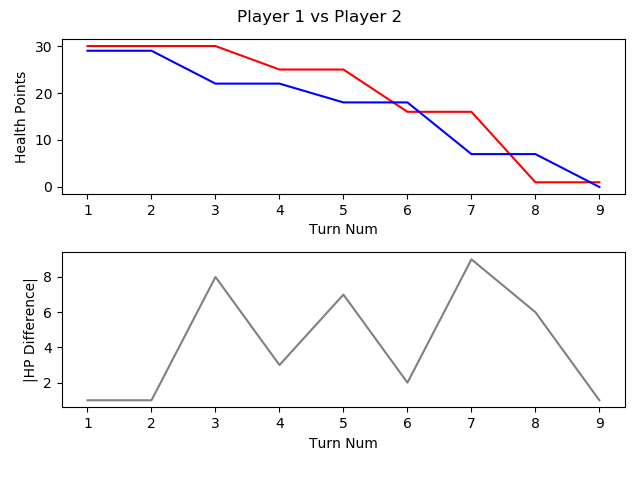 Player 1 vs Player 2
30
20
10
0
Health Points
1 2 3 4 5 6 7 8 9
Turn Num
8
6
4
2
|HP Difference|
1 2 3 4 5 6 7 8 9
Turn Num